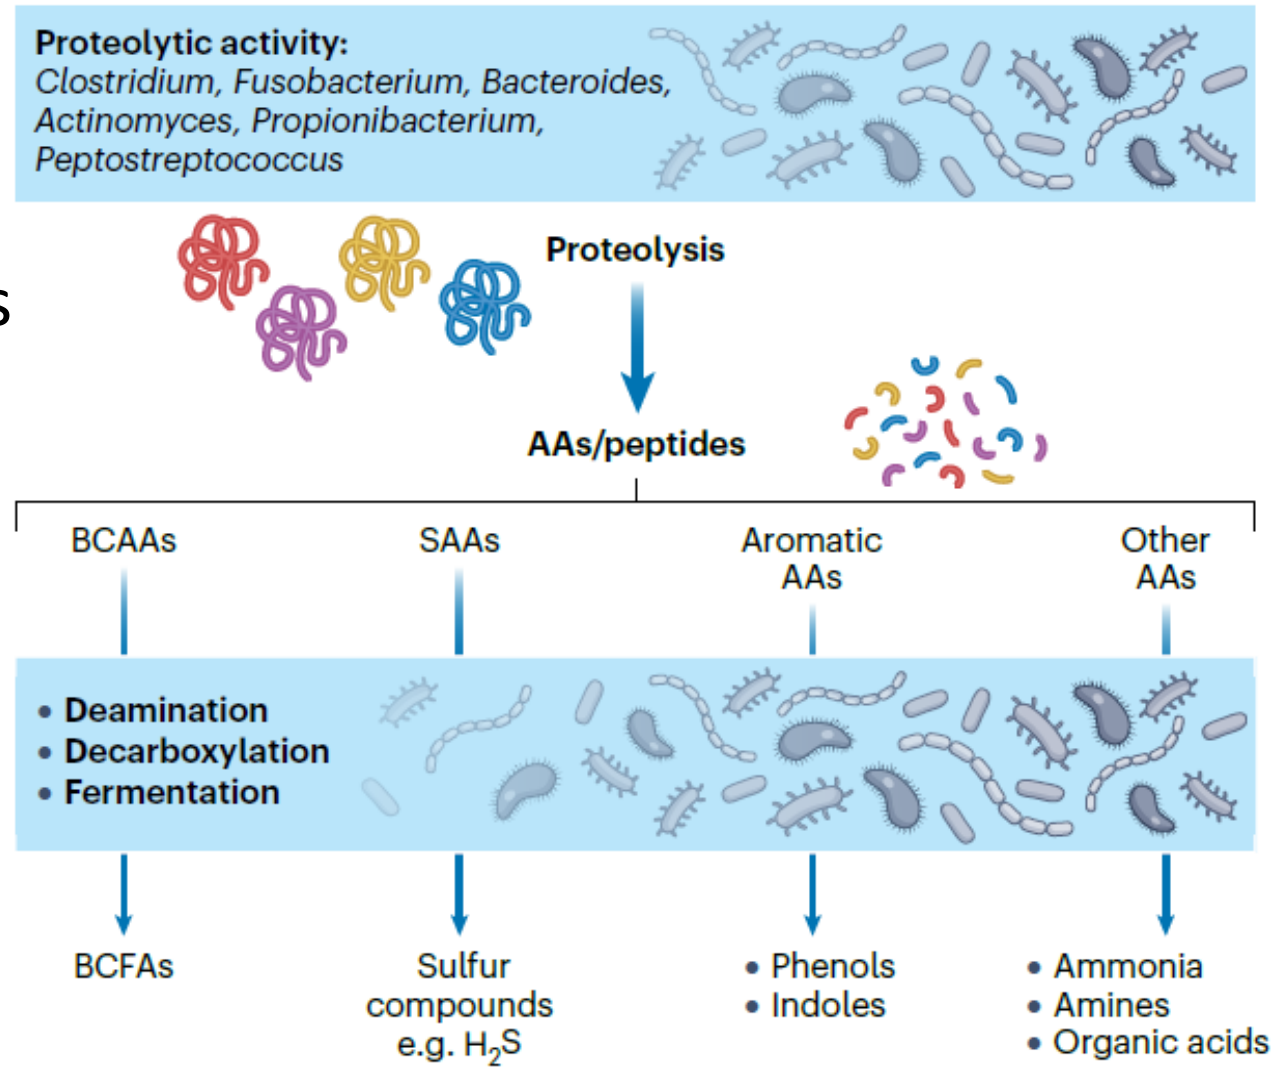 Proteolytic activity:
Clostridium, Fusobacterium, Bacteroides,
Actinomyces, Propionibacterium,
Peptostreptococcus
Proteolysis
s
AAs/peptides
BCAAs
SAAs
Aromatic
AAs
Other
AAs
• Deamination
• Decarboxylation
• Fermentation
BCFAs
Sulfur
compounds
e.g. H₂S
• Phenols
• Indoles
• Ammonia
• Amines
• Organic acids